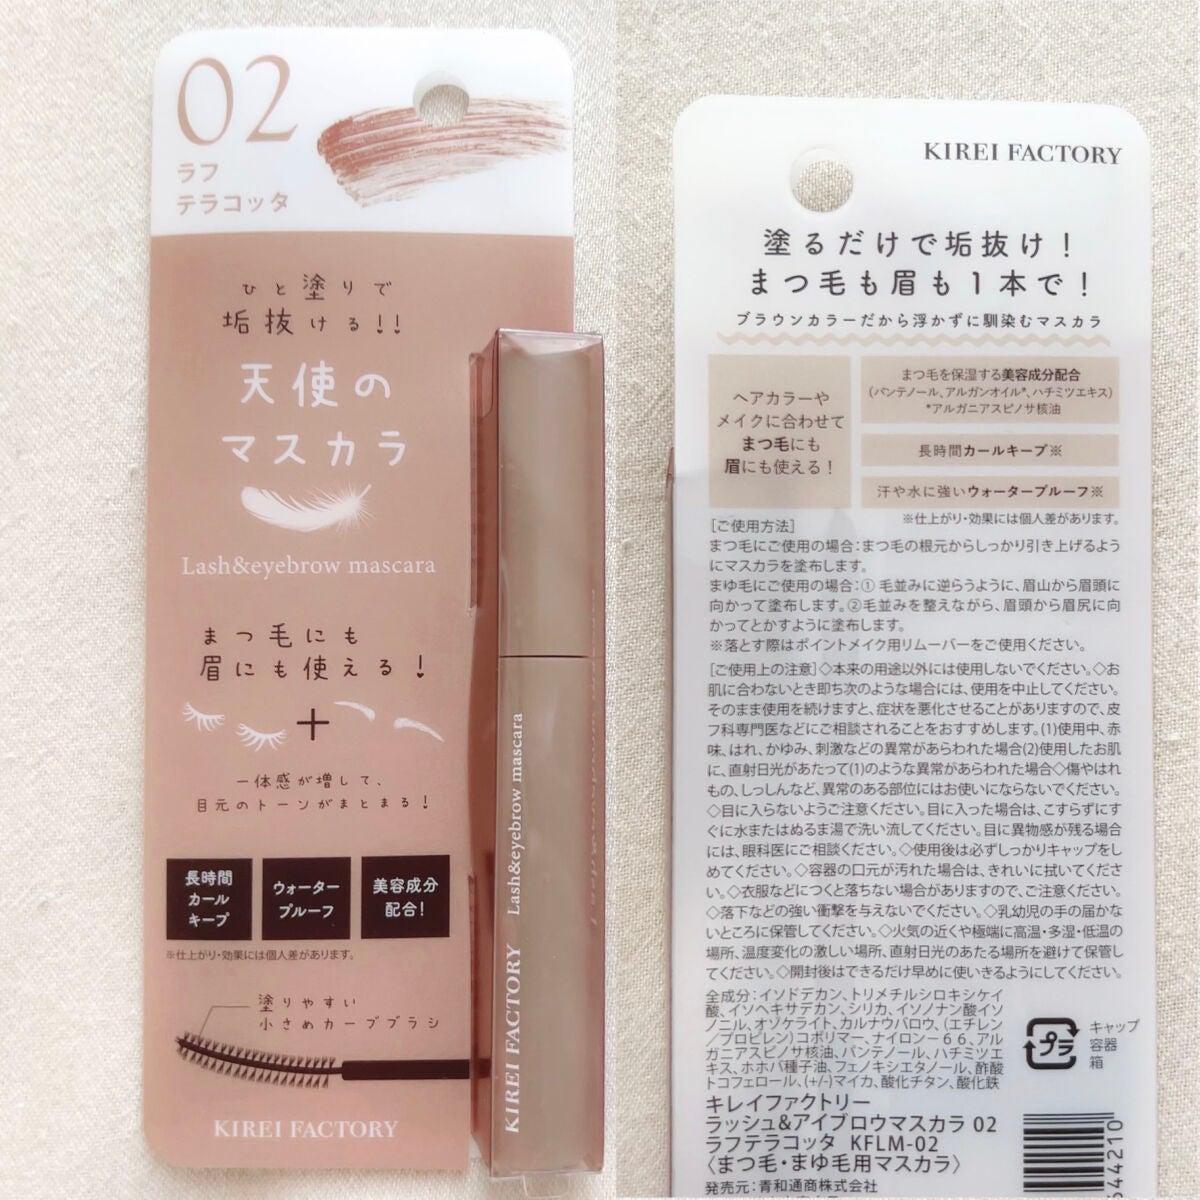 02
ラフ
テラコッタ
ひと塗りで
垢抜ける!!
天使の
マスカラ
Lash&eyebrow mascara
まつ毛にも
眉にも使える!
+
一体感が増して、
目元のトーンがまとまる!
長時間
カール
キープ
ウォーター
プルーフ
美容成分
配合!
※仕上がり・効果には個人差があります。
塗りやすい
小さめカーブブラシ
KIREI FACTORY
KIREI FACTORY Lash&eyebrow mascara
KIREI FACTORY
塗るだけで垢抜け!
まつ毛も眉も1本で!
ブラウンカラーだから浮かずに馴染むマスカラ
ヘアカラーや
メイクに合わせて
まつ毛にも
眉にも使える!
まつ毛を保湿する美容成分配合
(パンテノール、アルガンオイル*、ハチミツエキス)
*アルガニアスピノサ核油
長時間カールキープ※
汗や水に強いウォータープルーフ※
※仕上がり・効果には個人差があります。
[ご使用方法]
まつ毛にご使用の場合:まつ毛の根元からしっかり引き上げるよう
にマスカラを塗布します。
まゆ毛にご使用の場合:① 毛並みに逆らうように、眉山から眉頭に
向かって塗布します。②毛並みを整えながら、眉頭から眉尻に向
かってとかすように塗布します。
※落とす際はポイントメイク用リムーバーをご使用ください。
[ご使用上の注意]◇本来の用途以外には使用しないでください。◇お
肌に合わないとき即ち次のような場合には、使用を中止してください。
そのまま使用を続けますと、症状を悪化させることがありますので、皮
フ科専門医などにご相談されることをおすすめします。(1)使用中、赤
味、はれ、かゆみ、刺激などの異常があらわれた場合(2)使用したお肌
に、直射日光があたって(1)のような異常があらわれた場合◇傷やはれ
もの、しっしんなど、異常のある部位にはお使いにならないでください。
◇目に入らないようご注意ください。目に入った場合は、こすらずにす
ぐに水またはぬるま湯で洗い流してください。目に異物感が残る場合
には、眼科医にご相談ください。◇使用後は必ずしっかりキャップをし
めてください。◇容器の口元が汚れた場合は、きれいに拭いてくださ
い。◇衣服などにつくと落ちない場合がありますので、ご注意ください。
◇落下などの強い衝撃を与えないでください。◇乳幼児の手の届かな
いところに保管してください。◇火気の近くや極端に高温・多湿・低温の
場所、温度変化の激しい場所、直射日光のあたる場所を避けて保管し
てください。◇開封後はできるだけ早めに使いきるようにしてください。
全成分:イソドデカン、トリメチルシロキシケイ
酸、イソヘキサデカン、シリカ、イソノナン酸イソ
ノニル、オゾケライト、カルナウバロウ、(エチレン
/プロピレン)コポリマー、ナイロン-66、アル
ガニアスピノサ核油、パンテノール、ハチミツエ
キス、ホホバ種子油、フェノキシエタノール、酢酸
トコフェロール、(+/-)マイカ、酸化チタン、酸化鉄
プラ
キャップ
容器
箱
キレイファクトリー
ラッシュ&アイブロウマスカラ 02
ラフテラコッタ KFLM-02
〈まつ毛・まゆ毛用マスカラ〉
発売元:青和通商株式会社
44210